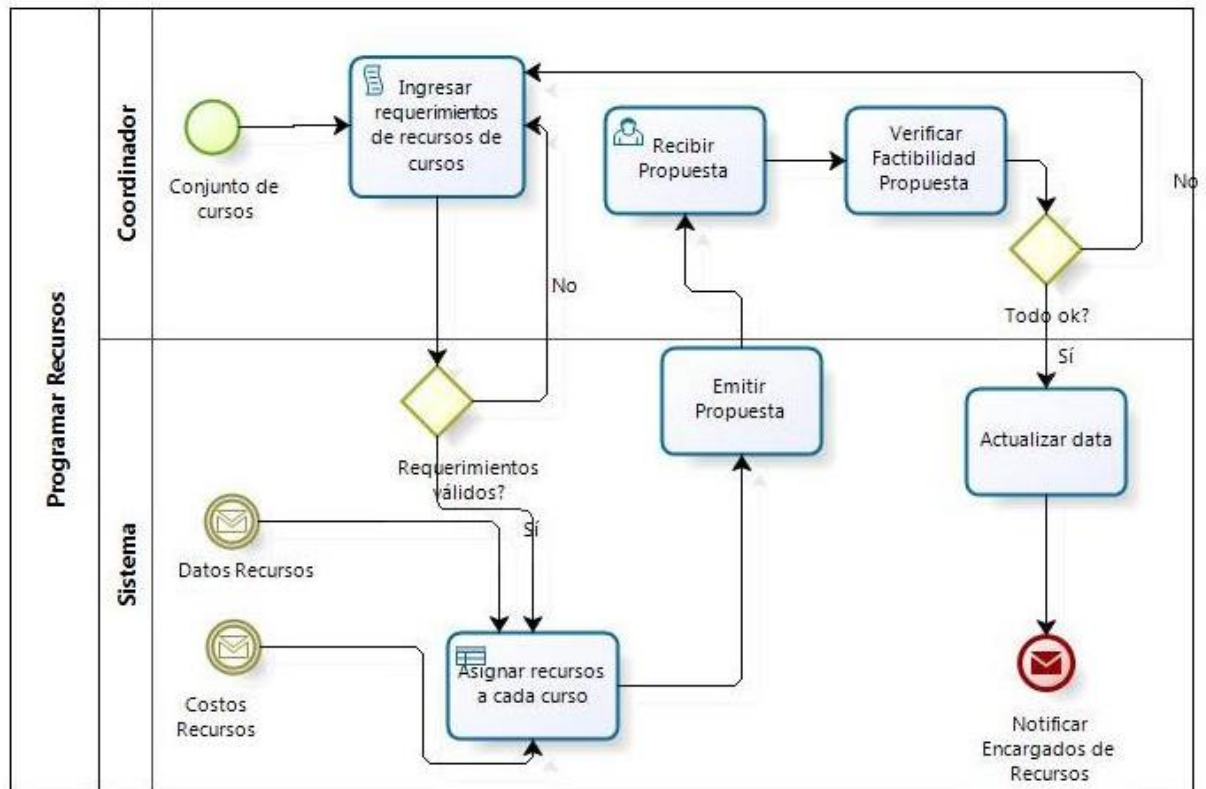 Programar Recursos
Coordinador
Conjunto de
cursos
Ingresar
requerimientos
de recursos de
cursos
No
Recibir
Propuesta
Verificar
Factibilidad
Propuesta
No
Todo ok?
Sí
Sistema
Requerimientos
válidos?
Sí
Datos Recursos
Costos
Recursos
Asignar recursos
a cada curso
Emitir
Propuesta
Actualizar data
Notificar
Encargados de
Recursos